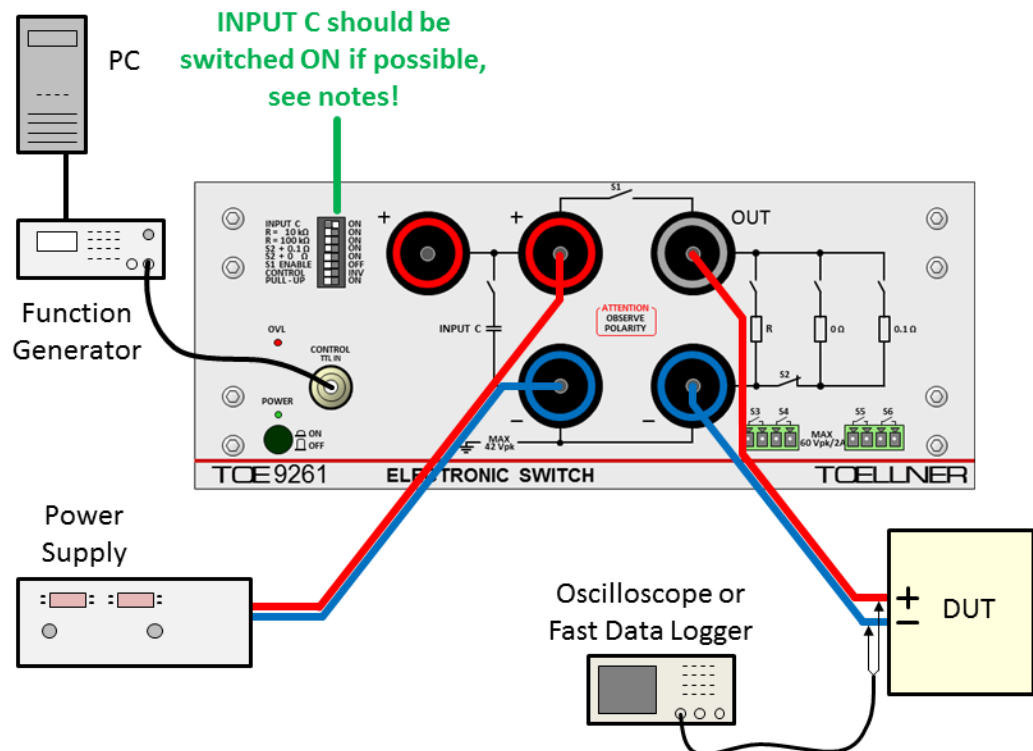 INPUT C should be
switched ON if possible,
see notes!
PC
Function
Generator
INPUT C ON
R = 10 kΩ ON
R = 100 kΩ ON
S2 + 0.1 Ω ON
S2 + 0 Ω ON
S1 ENABLE OFF
CONTROL INV
PULL - UP ON
+
+
S1
OUT
OVL
CONTROL
TTL IN
POWER
ON
OFF
INPUT C
ATTENTION
OBSERVE
POLARITY
R
0 Ω
0.1 Ω
S2
−
−
MAX
42 Vpk
S3 S4
MAX
60 Vpk/2A
S5 S6
TOE 9261 ELECTRONIC SWITCH TOELLNER
Power
Supply
Oscilloscope or
Fast Data Logger
+
−
DUT